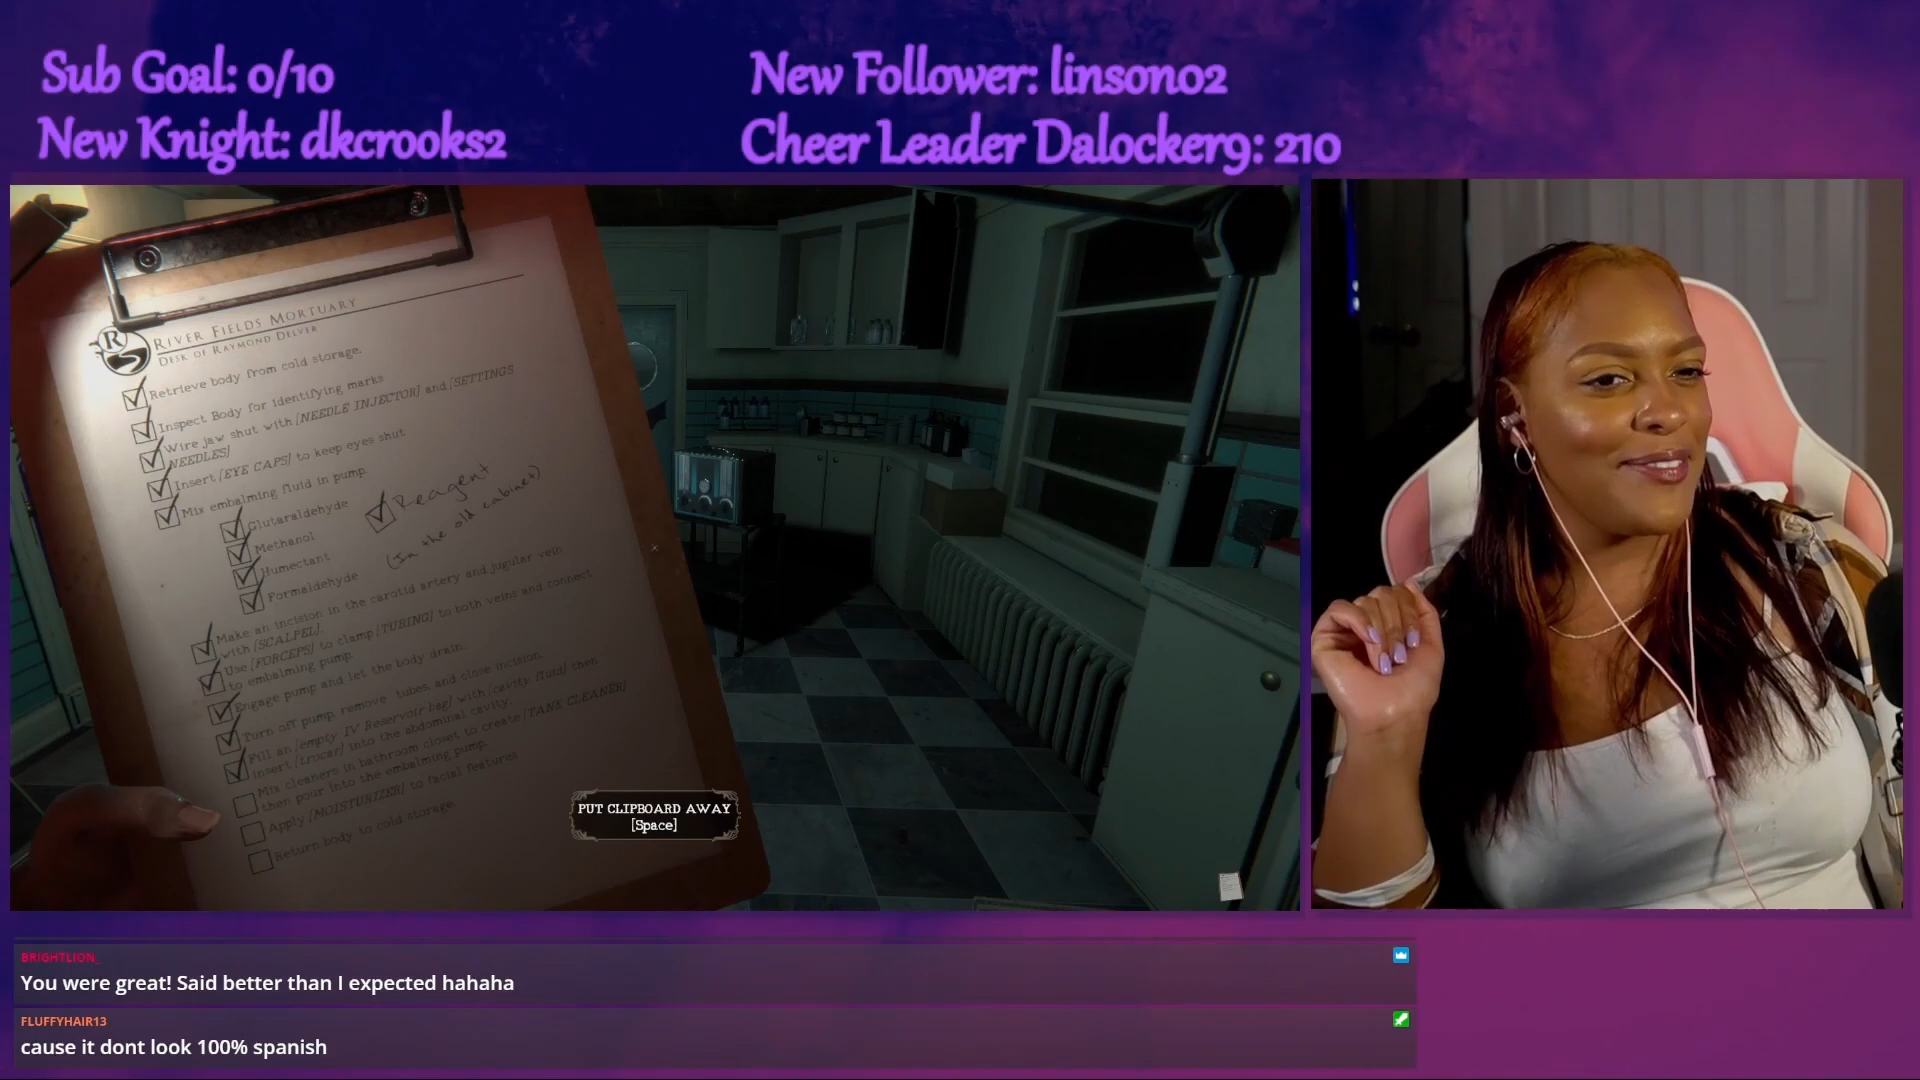 Sub Goal: 0/10
New Follower: linson02
New Knight: dkcrooks2
Cheer Leader Dalocker9: 210
RIVER FIELDS MORTUARY
DESK OF RAYMOND DELVER
Retrieve body from cold storage.
Inspect Body for identifying marks
Wire jaw shut with [NEEDLE INJECTOR] and [SETTINGS
NEEDLES]
Insert [EYE CAPS] to keep eyes shut
Mix embalming fluid in pump.
Glutaraldehyde
Methanol
Humectant
Formaldehyde
Reagent
(In the old cabinet)
Make an incision in the carotid artery and jugular vein
with [SCALPEL].
Use [FORCEPS] to clamp [TUBING] to both veins and connect
to embalming pump.
Engage pump and let the body drain.
Turn off pump, remove tubes, and close incision.
Fill an [empty IV Reservoir bag] with [cavity fluid] then
insert [trocar] into the abdominal cavity.
Mix cleaners in bathroom closet to create [TANK CLEANER]
then pour into the embalming pump.
Apply [MOISTURIZER] to facial features
Return body to cold storage.
PUT CLIPBOARD AWAY
[Space]
BRIGHTLION_
You were great! Said better than I expected hahaha
FLUFFYHAIR13
cause it dont look 100% spanish